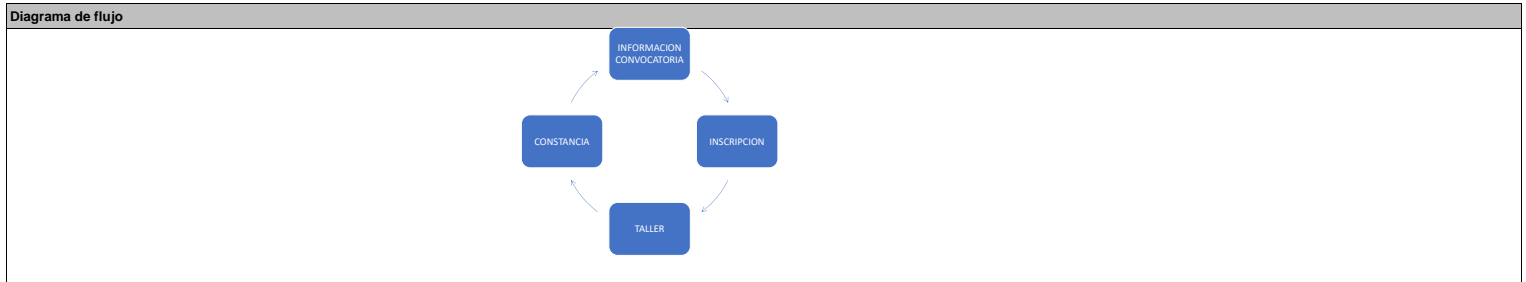 Diagrama de flujo
INFORMACION
CONVOCATORIA
CONSTANCIA
INSCRIPCION
TALLER